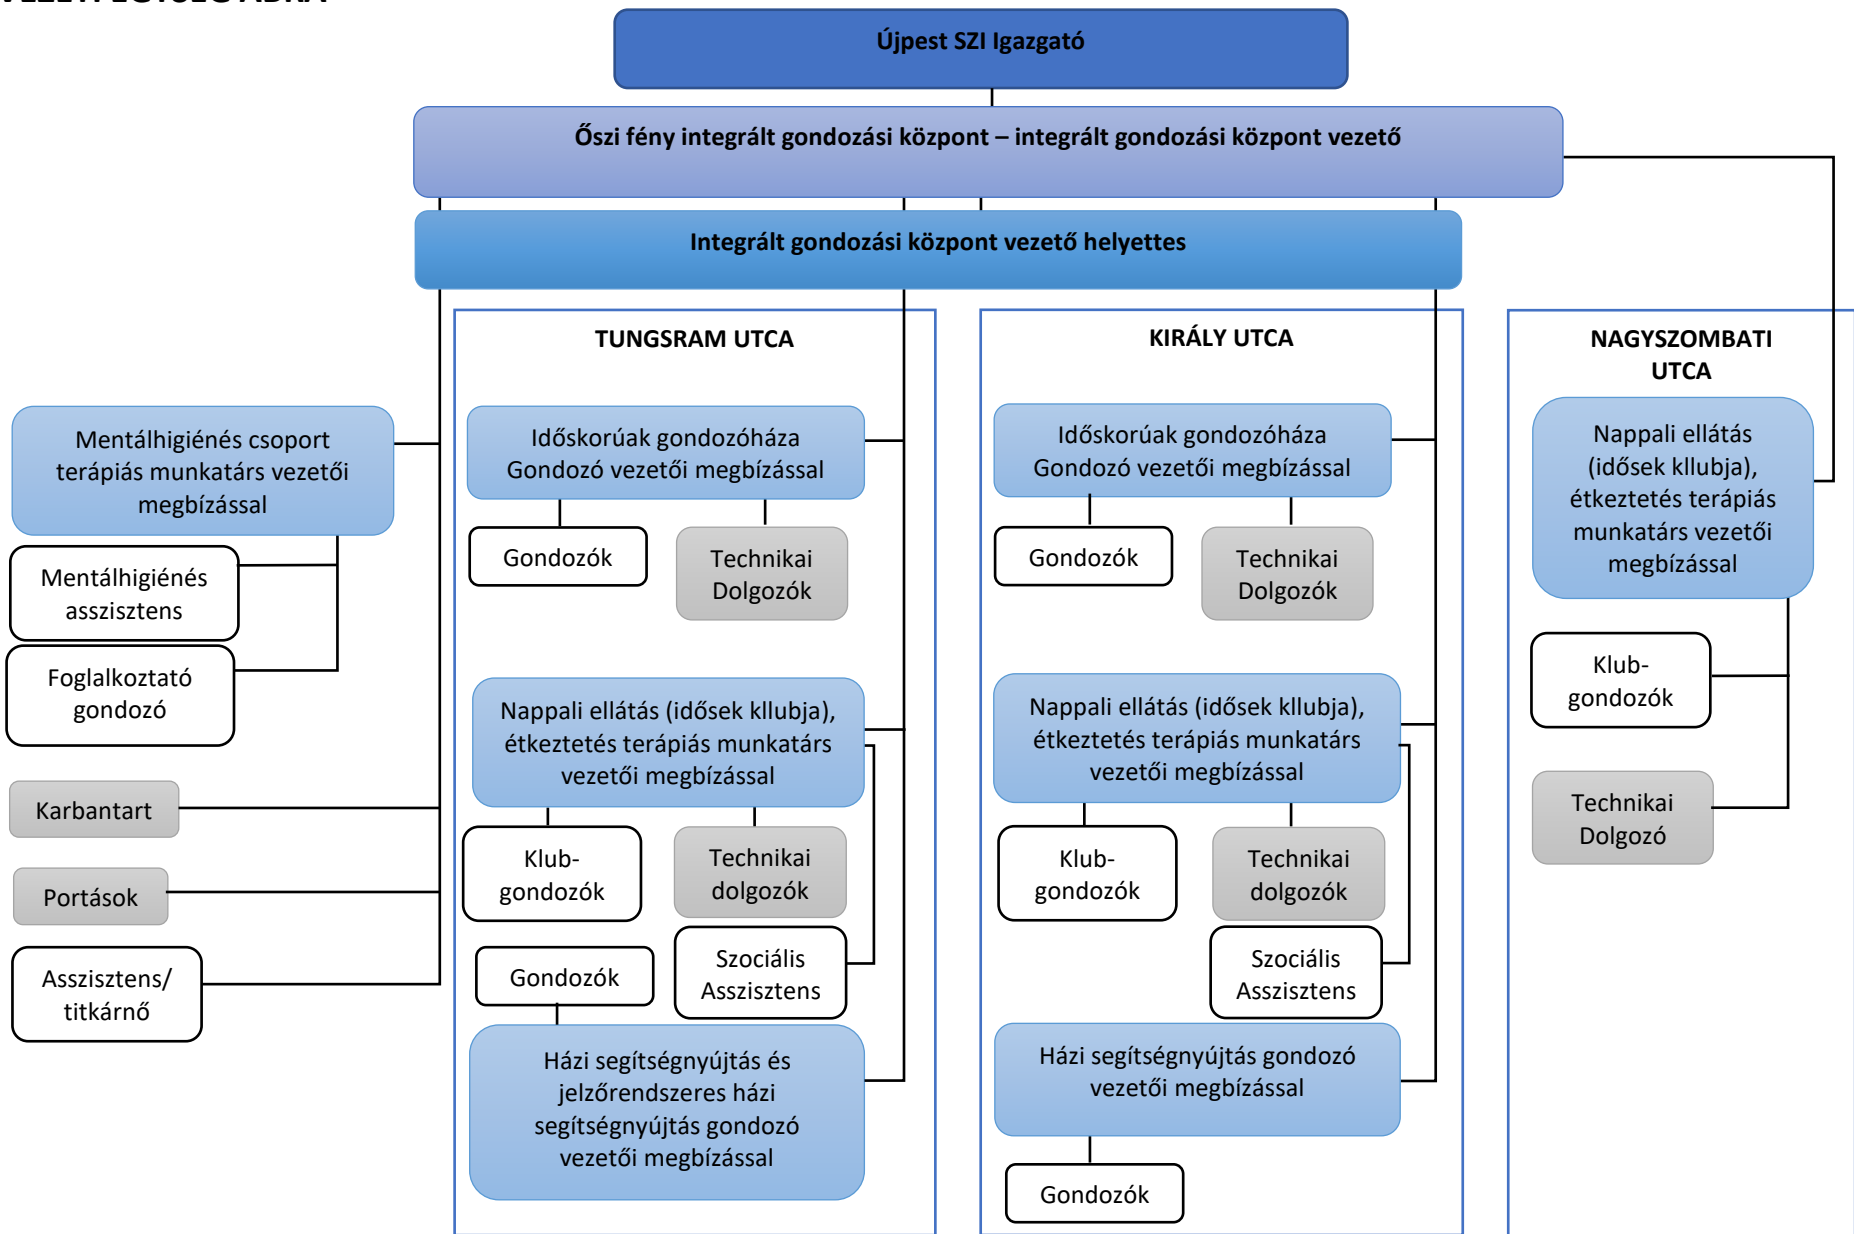 Újpest SZI Igazgató
Őszi fény integrált gondozási központ – integrált gondozási központ vezető
Integrált gondozási központ vezető helyettes
Mentálhigiénés csoport
terápiás munkatárs vezetői
megbízással
Mentálhigiénés
asszisztens
Foglalkoztató
gondozó
Karbantart
Portások
Asszisztens/
titkárnő
TUNGSRAM UTCA
Időskorúak gondozóháza
Gondozó vezetői megbízással
Gondozók
Technikai
Dolgozók
Nappali ellátás (idősek kllubja),
étkeztetés terápiás munkatárs
vezetői megbízással
Klub-
gondozók
Technikai
dolgozók
Gondozók
Szociális
Asszisztens
Házi segítségnyújtás és
jelzőrendszeres házi
segítségnyújtás gondozó
vezetői megbízással
KIRÁLY UTCA
Időskorúak gondozóháza
Gondozó vezetői megbízással
Gondozók
Technikai
Dolgozók
Nappali ellátás (idősek kllubja),
étkeztetés terápiás munkatárs
vezetői megbízással
Klub-
gondozók
Technikai
dolgozók
Szociális
Asszisztens
Házi segítségnyújtás gondozó
vezetői megbízással
Gondozók
NAGYSZOMBATI
UTCA
Nappali ellátás
(idősek kllubja),
étkeztetés terápiás
munkatárs vezetői
megbízással
Klub-
gondozók
Technikai
Dolgozó